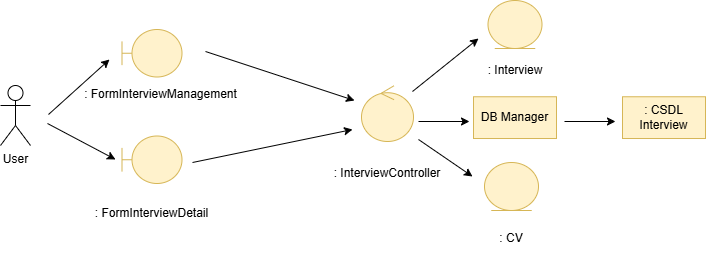 : Interview
: FormInterviewManagement
: CSDL
Interview
DB Manager
User
: InterviewController
: FormInterviewDetail
: CV